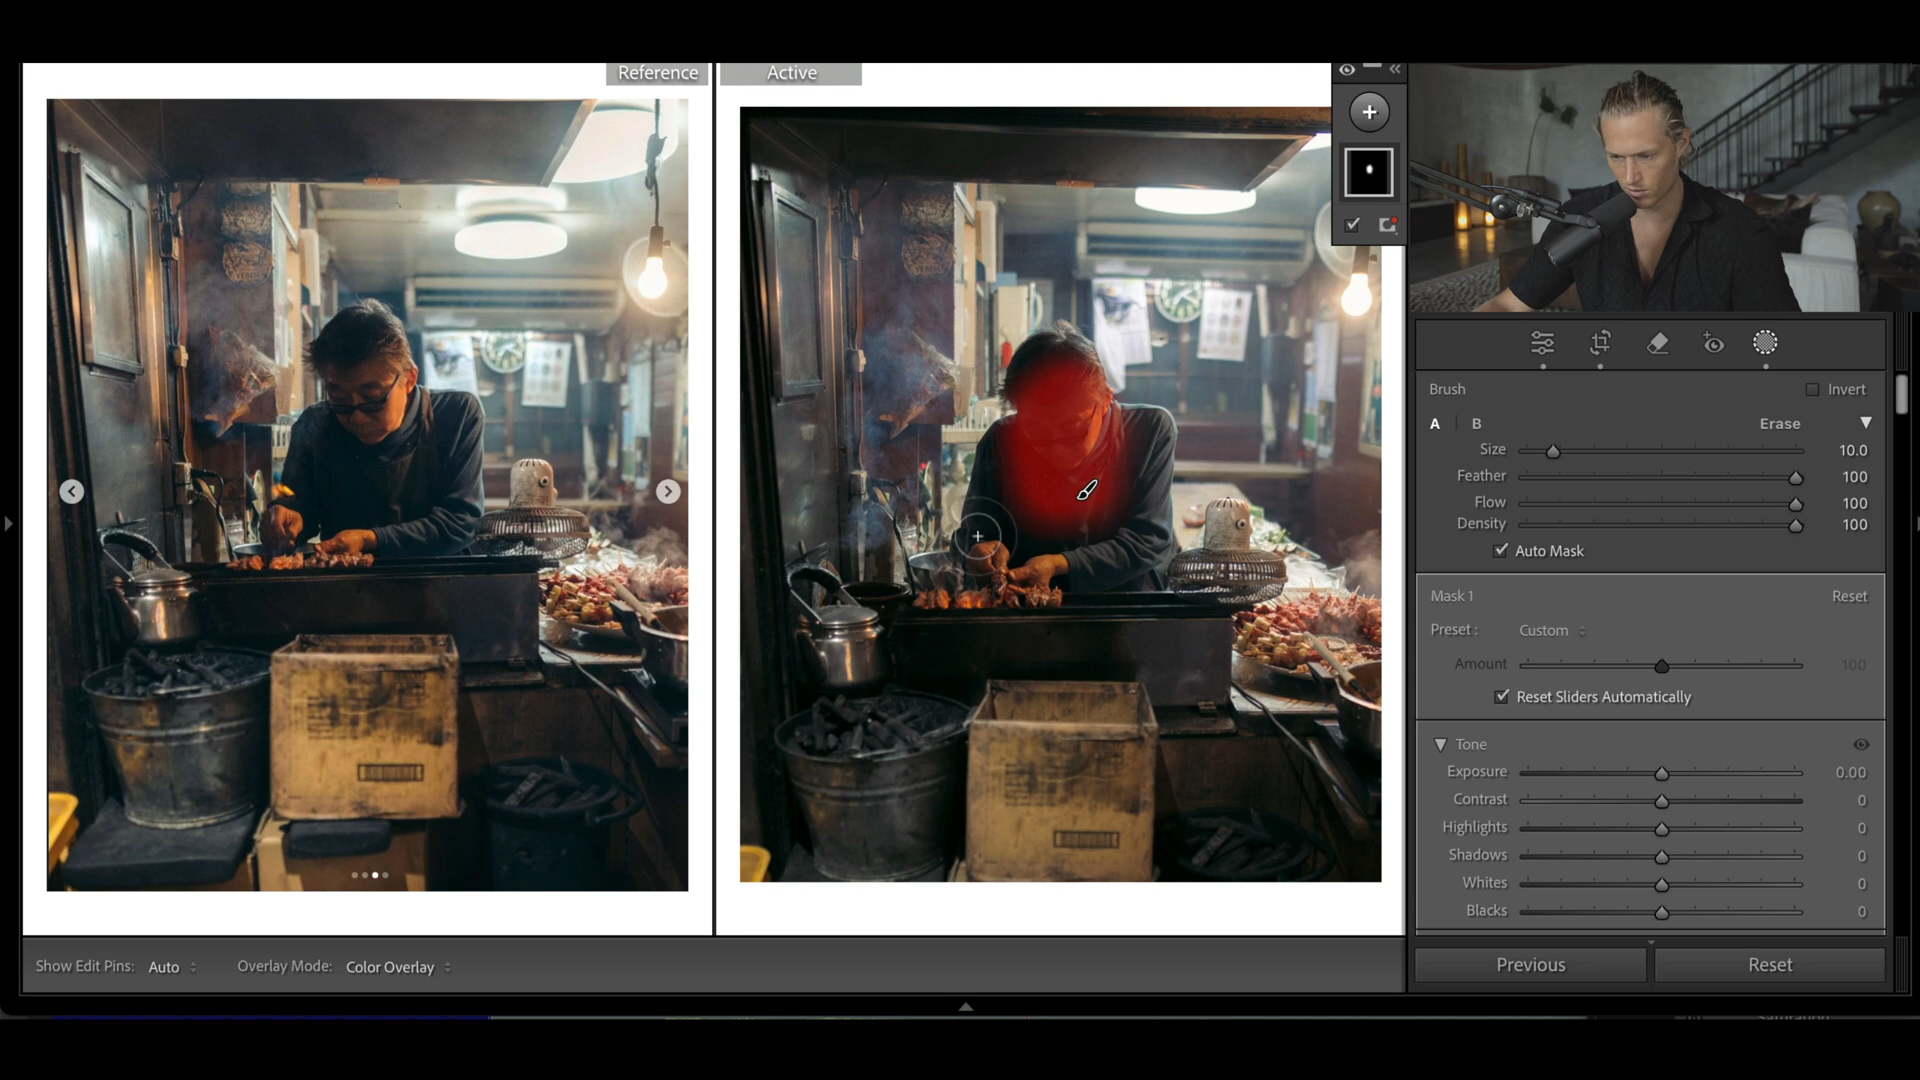 Reference
Active
Brush
Invert
A B Erase
Size 10.0
Feather 100
Flow 100
Density 100
Auto Mask
Mask 1 Reset
Preset : Custom
Amount 100
Reset Sliders Automatically
Tone
Exposure 0.00
Contrast 0
Highlights 0
Shadows 0
Whites 0
Blacks 0
Show Edit Pins: Auto Overlay Mode: Color Overlay
Previous Reset